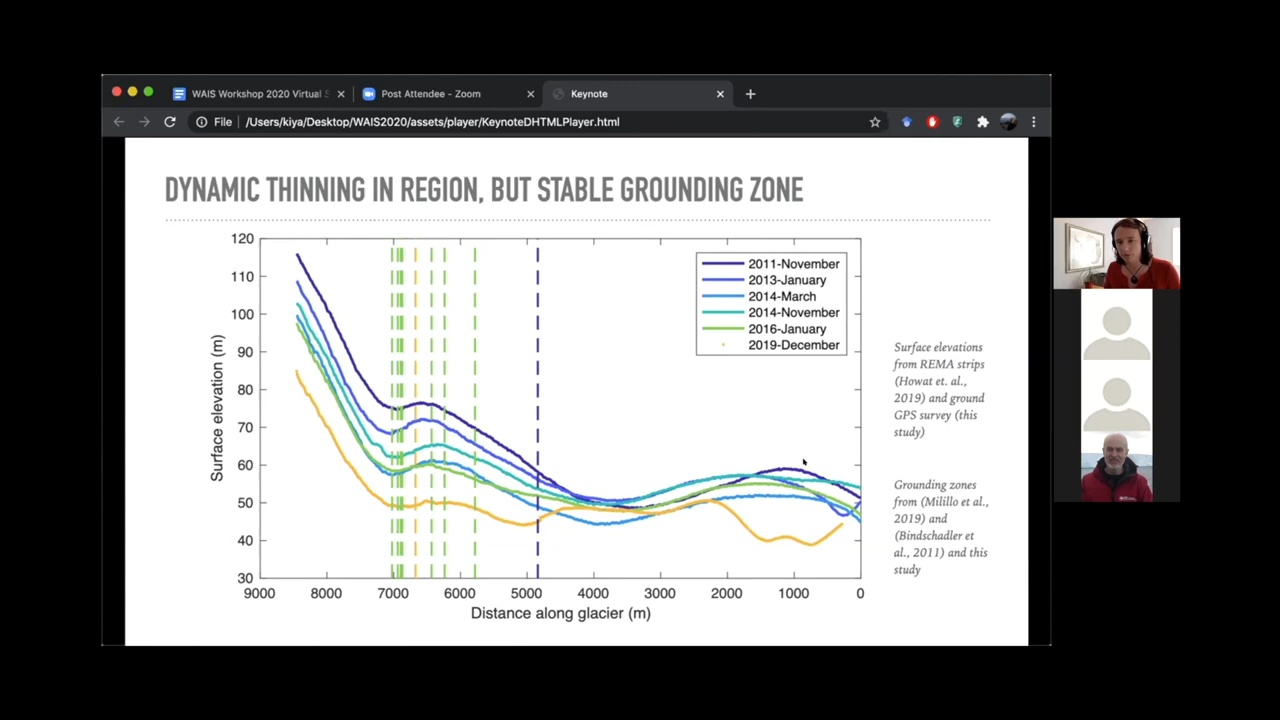 WAIS Workshop 2020 Virtual
Post Attendee - Zoom
Keynote
File
/Users/kiya/Desktop/WAIS2020/assets/player/KeynoteDHTMLPlayer.html
DYNAMIC THINNING IN REGION, BUT STABLE GROUNDING ZONE
Surface elevation (m)
120
110
100
90
80
70
60
50
40
30
2011-November
2013-January
2014-March
2014-November
2016-January
2019-December
9000 8000 7000 6000 5000 4000 3000 2000 1000 0
Distance along glacier (m)
Surface elevations
from REMA strips
(Howat et. al.,
2019) and ground
GPS survey (this
study)
Grounding zones
from (Milillo et al.,
2019) and
(Bindschadler et
al., 2011) and this
study